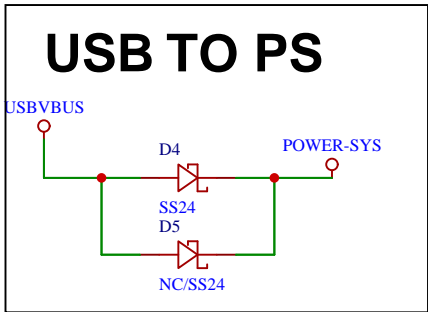 USB TO PS
USBVBUS
POWER-SYS
D4
SS24
D5
NC/SS24